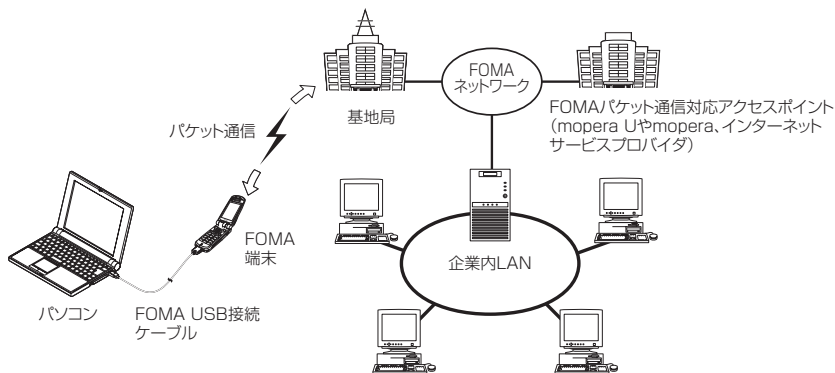 FOMA
ネットワーク
基地局
FOMAパケット通信対応アクセスポイント
(mopera Uやmopera、インターネット
サービスプロバイダ)
パケット通信
FOMA
端末
企業内LAN
パソコン
FOMA USB接続
ケーブル